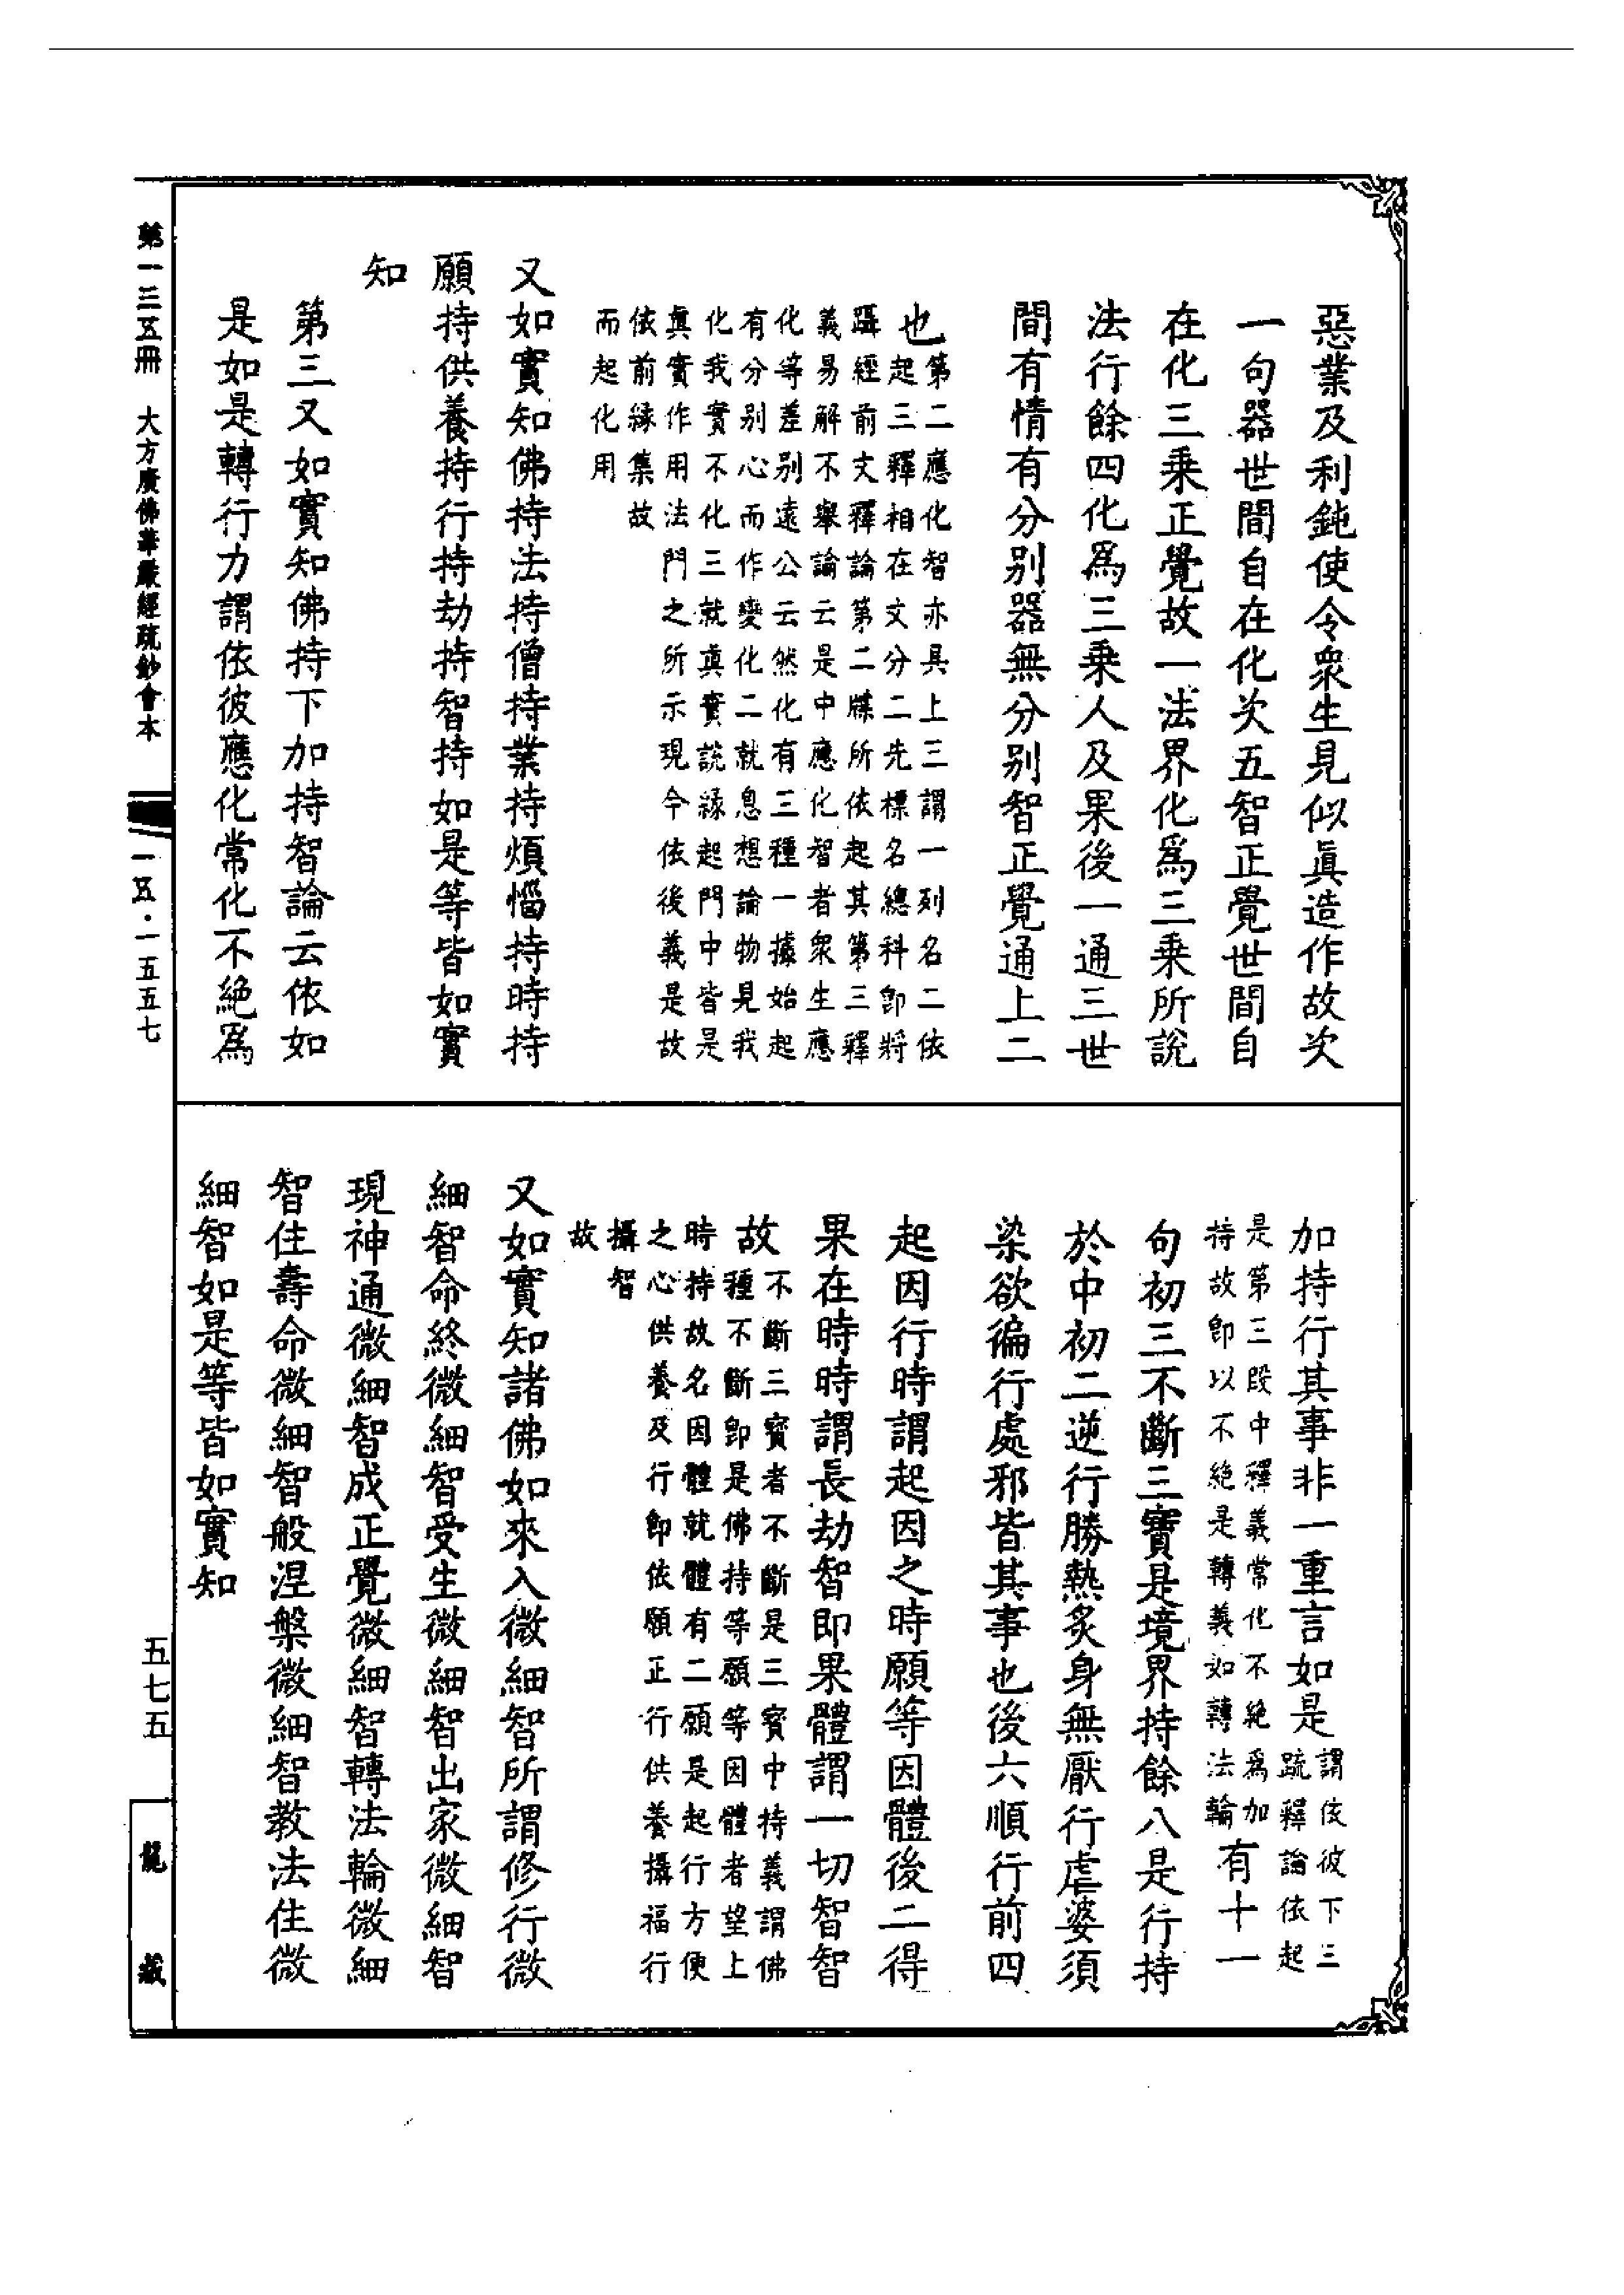 惡業及利鈍使令衆生見似眞造作故次
一句器世間自在化次五智正覺世間自
在化三乘正覺故一法界化爲三乘所說
法行餘四化爲三乘人及果後一通三世
間有情有分别器無分别智正覺通上二
也第二應化智亦具上三謂一列名二依
起三釋相在文分二先標名總科卽將
躡經前文釋論第二牒所依起其第三釋
義易解不舉論云是中應化智者衆生應
化等差别遠公云然化有三種一據始起
有分别心而作變化二就息想論物見我
化我實不化三就眞實說緣起門中皆是
眞實作用法門之所示現今依後義是故
依前緣集故
而起化用
又如實知佛持法持僧持業持煩惱持時持
願持供養持行持劫持智持如是等皆如實
知
第三又如實知佛持下加持智論云依如
是如是轉行力謂依彼應化常化不絶爲
加持行其事非一重言如是謂依彼下三
疏釋論依起
是第三段中釋義常化不絶爲加
持故卽以不絶是轉義如轉法輪有十一
句初三不斷三寶是境界持餘八是行持
於中初二逆行勝熱炙身無厭行虐婆須
染欲徧行處邪皆其事也後六順行前四
起因行時謂起因之時願等因體後二得
果在時時謂長劫智即果體謂一切智智
故不斷三寶者不斷是三寶中持義謂佛
種不斷卽是佛持等願等因體者望上
時持故名因體就體有二願是起行方便
之心供養及行卽依願正行供養攝福行
攝智
故
又如實知諸佛如來入微細智所謂修行微
細智命終微細智受生微細智出家微細智
現神通微細智成正覺微細智轉法輪微細
智住壽命微細智般涅槃微細智教法住微
細智如是等皆如實知
第一三五冊 大方廣佛華嚴經疏鈔會本
一五·一五五七
五七五
龍藏